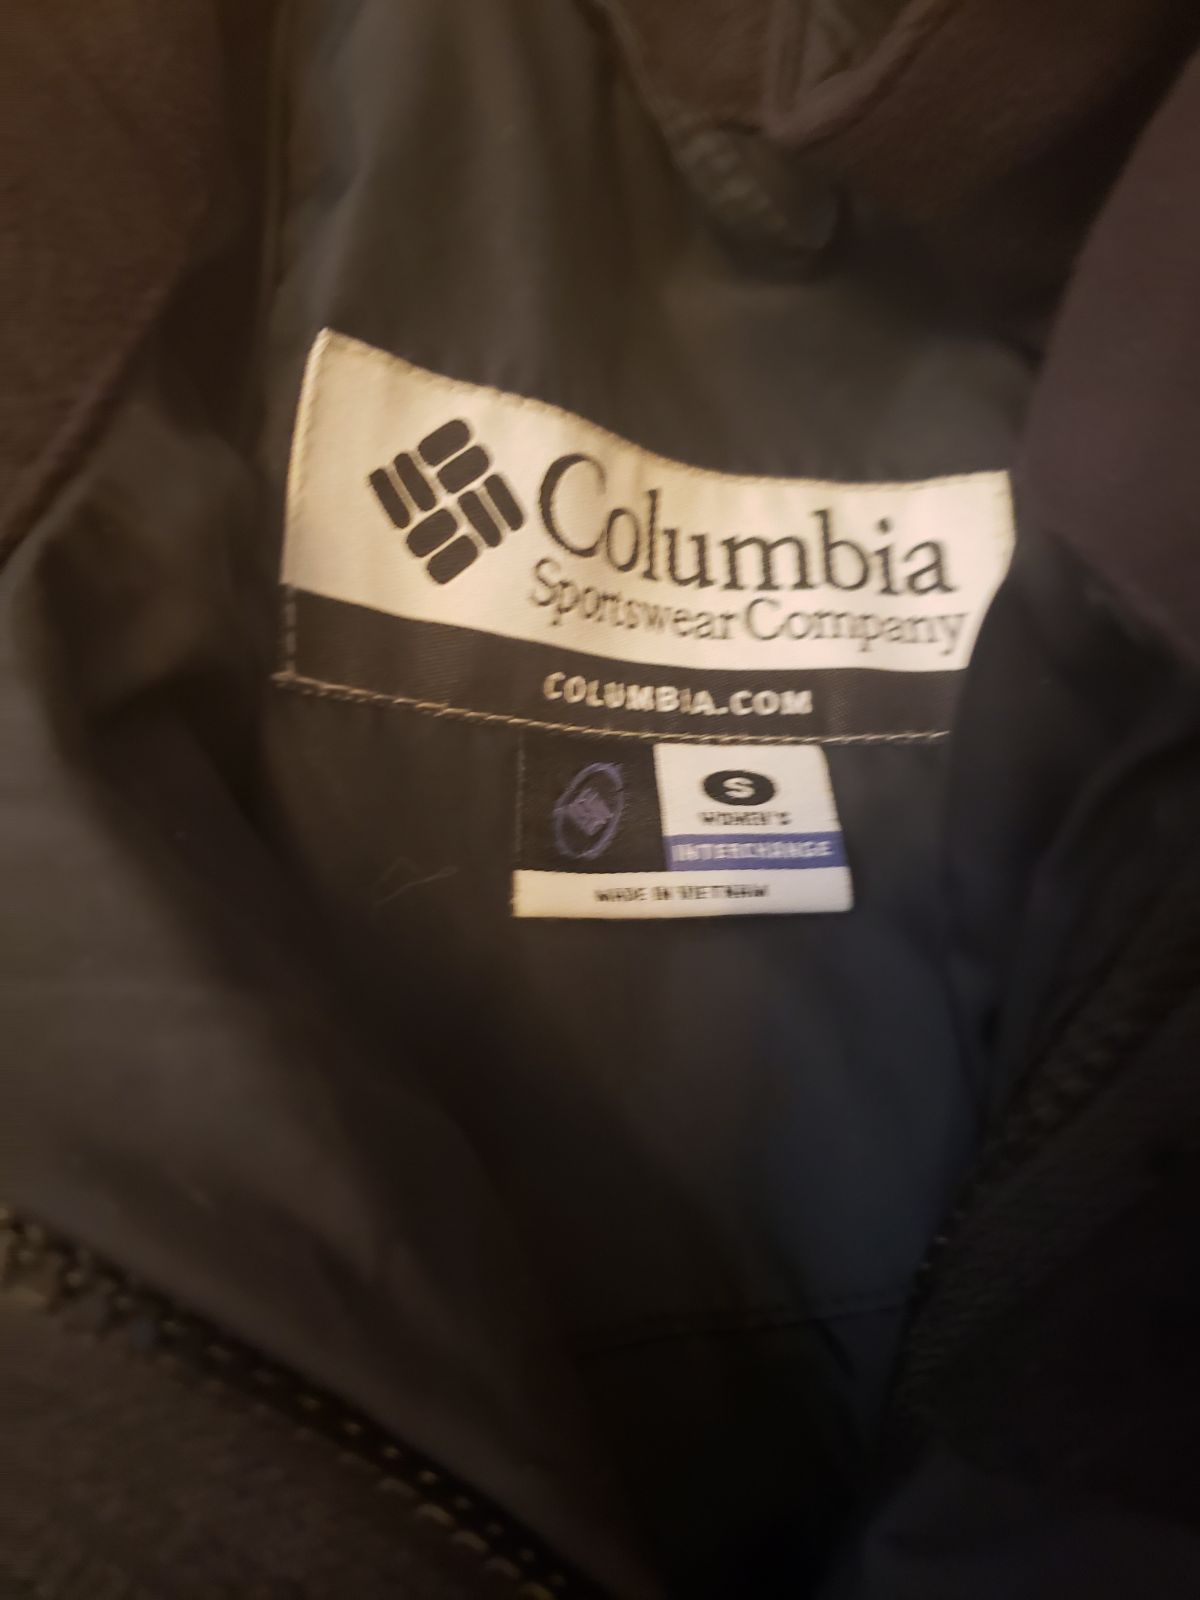 Columbia
Sportswear Company
COLUMBIA.COM
S
WOMEN'S
INTERCHANGE
MADE IN VIETNAM